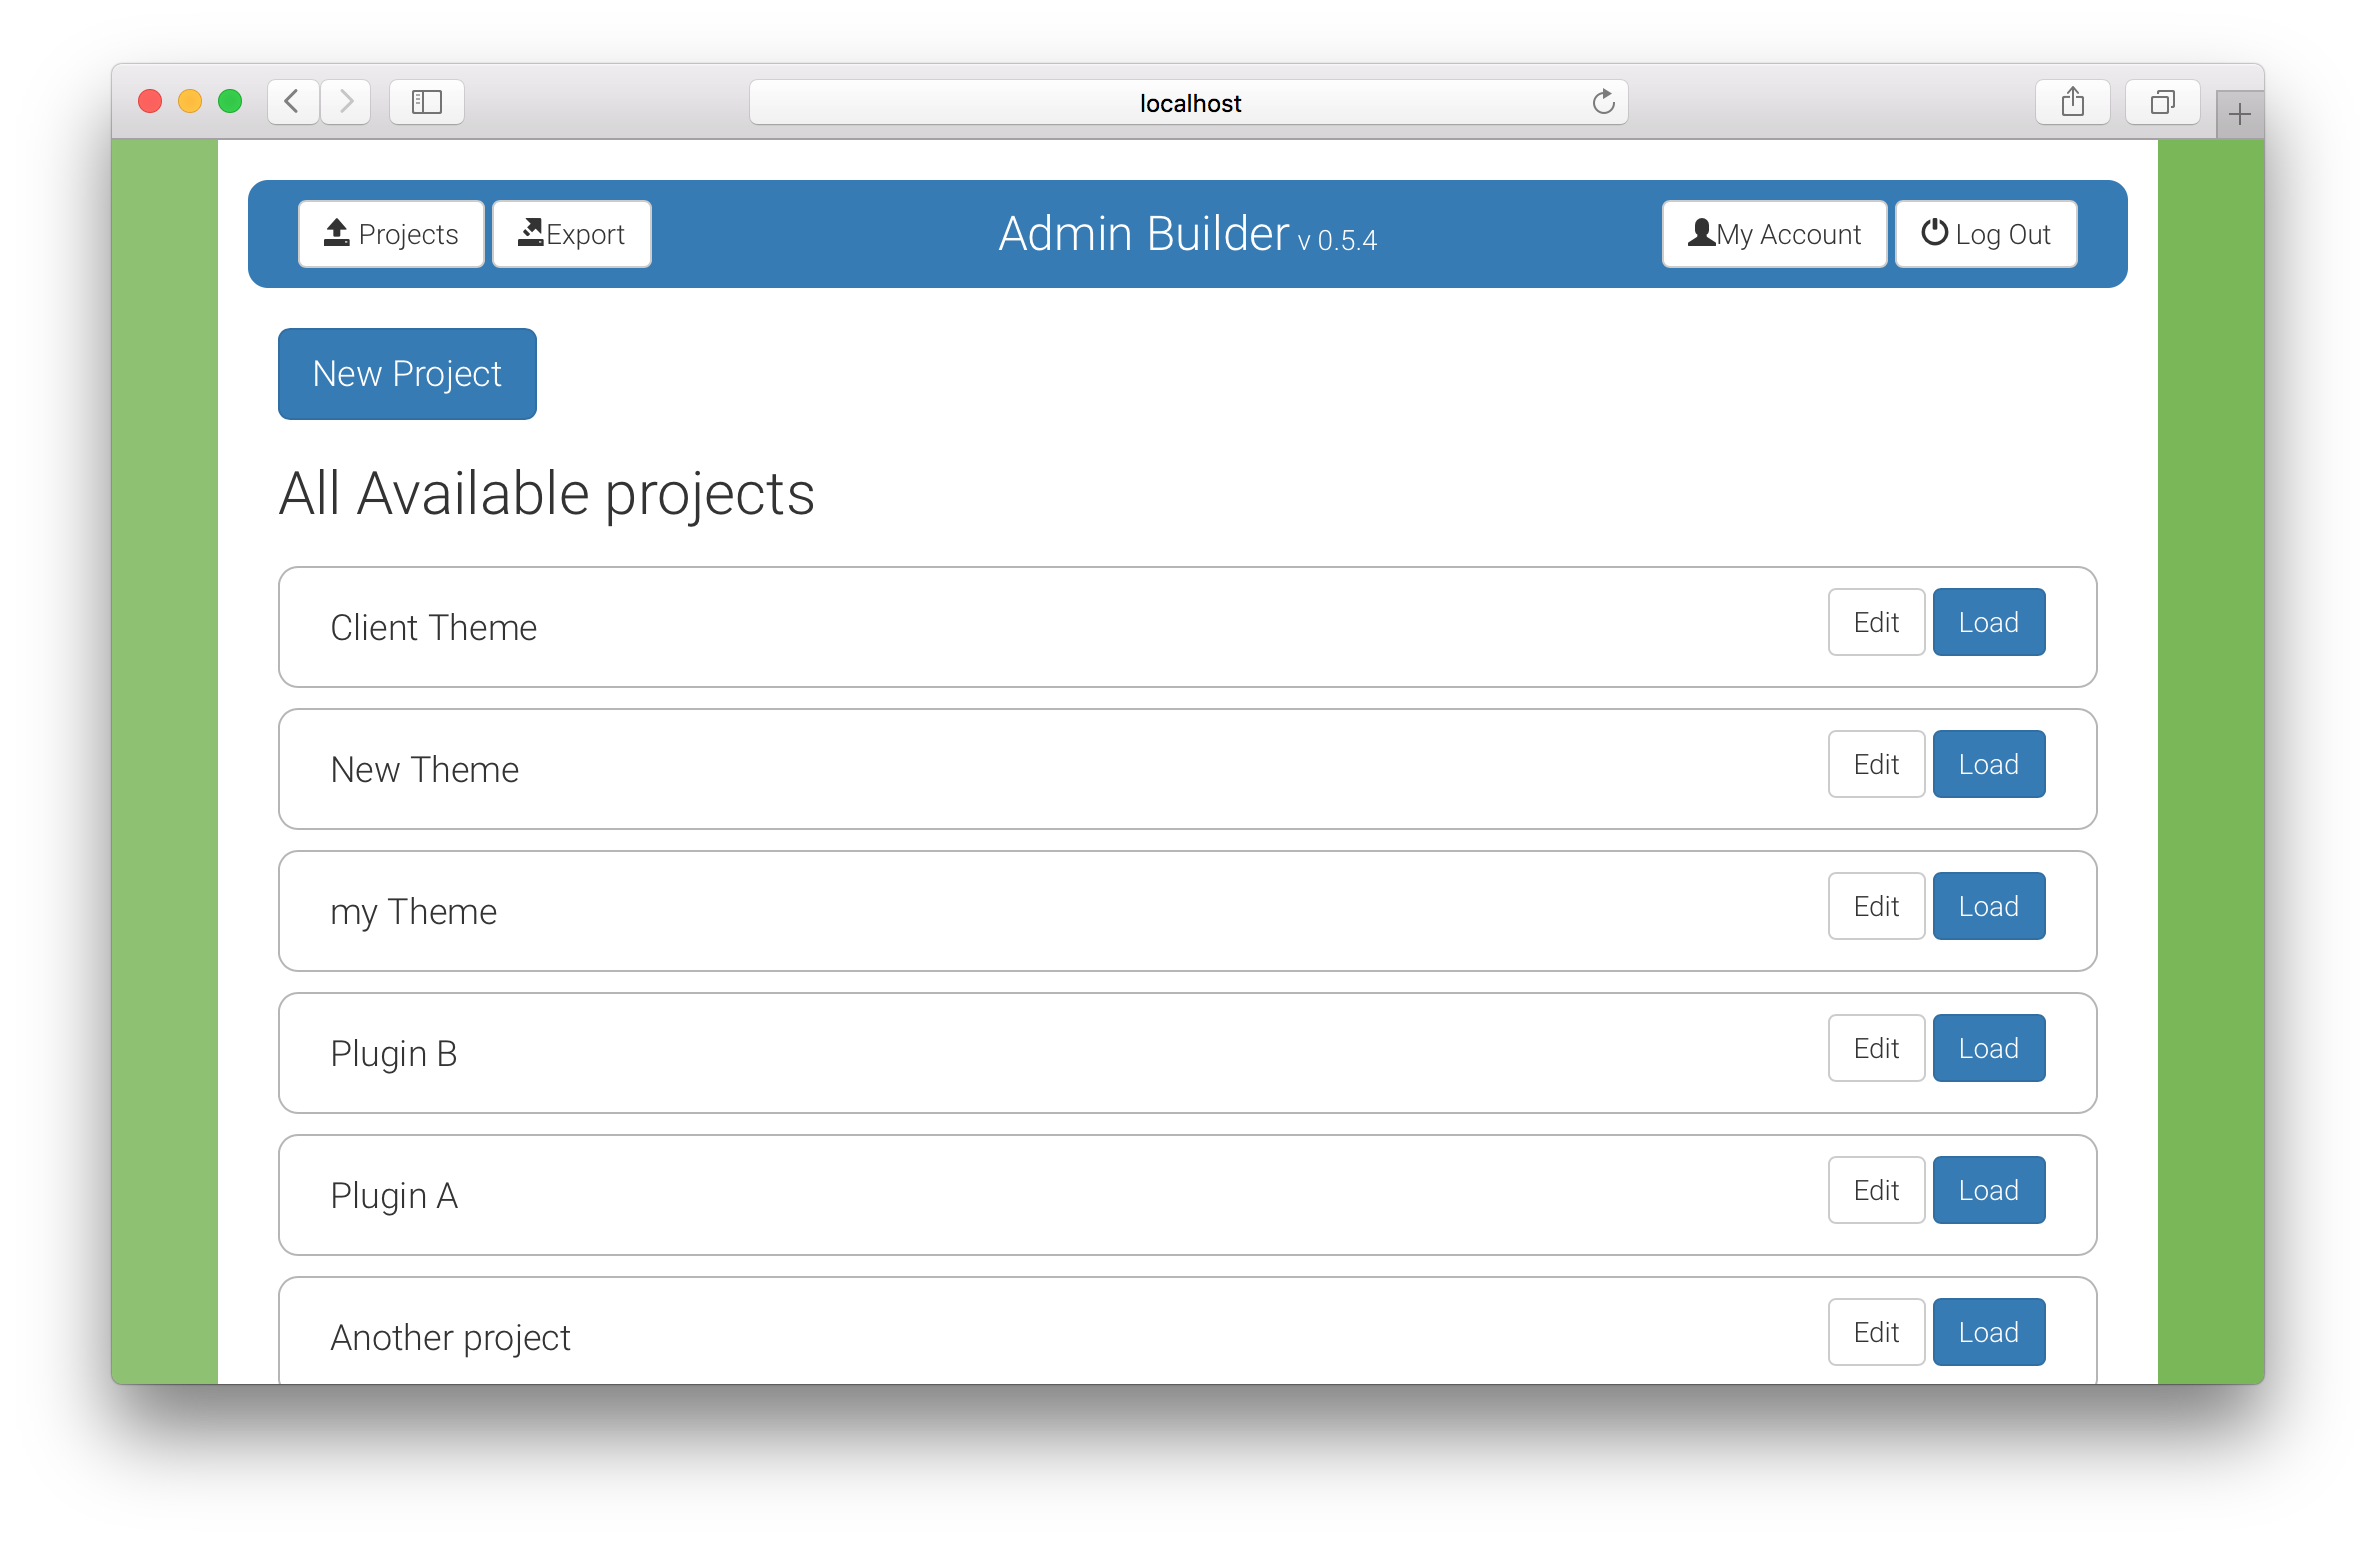 localhost
Projects Export Admin Builder v 0.5.4 My Account Log Out
New Project
All Available projects
Client Theme Edit Load
New Theme Edit Load
my Theme Edit Load
Plugin B Edit Load
Plugin A Edit Load
Another project Edit Load